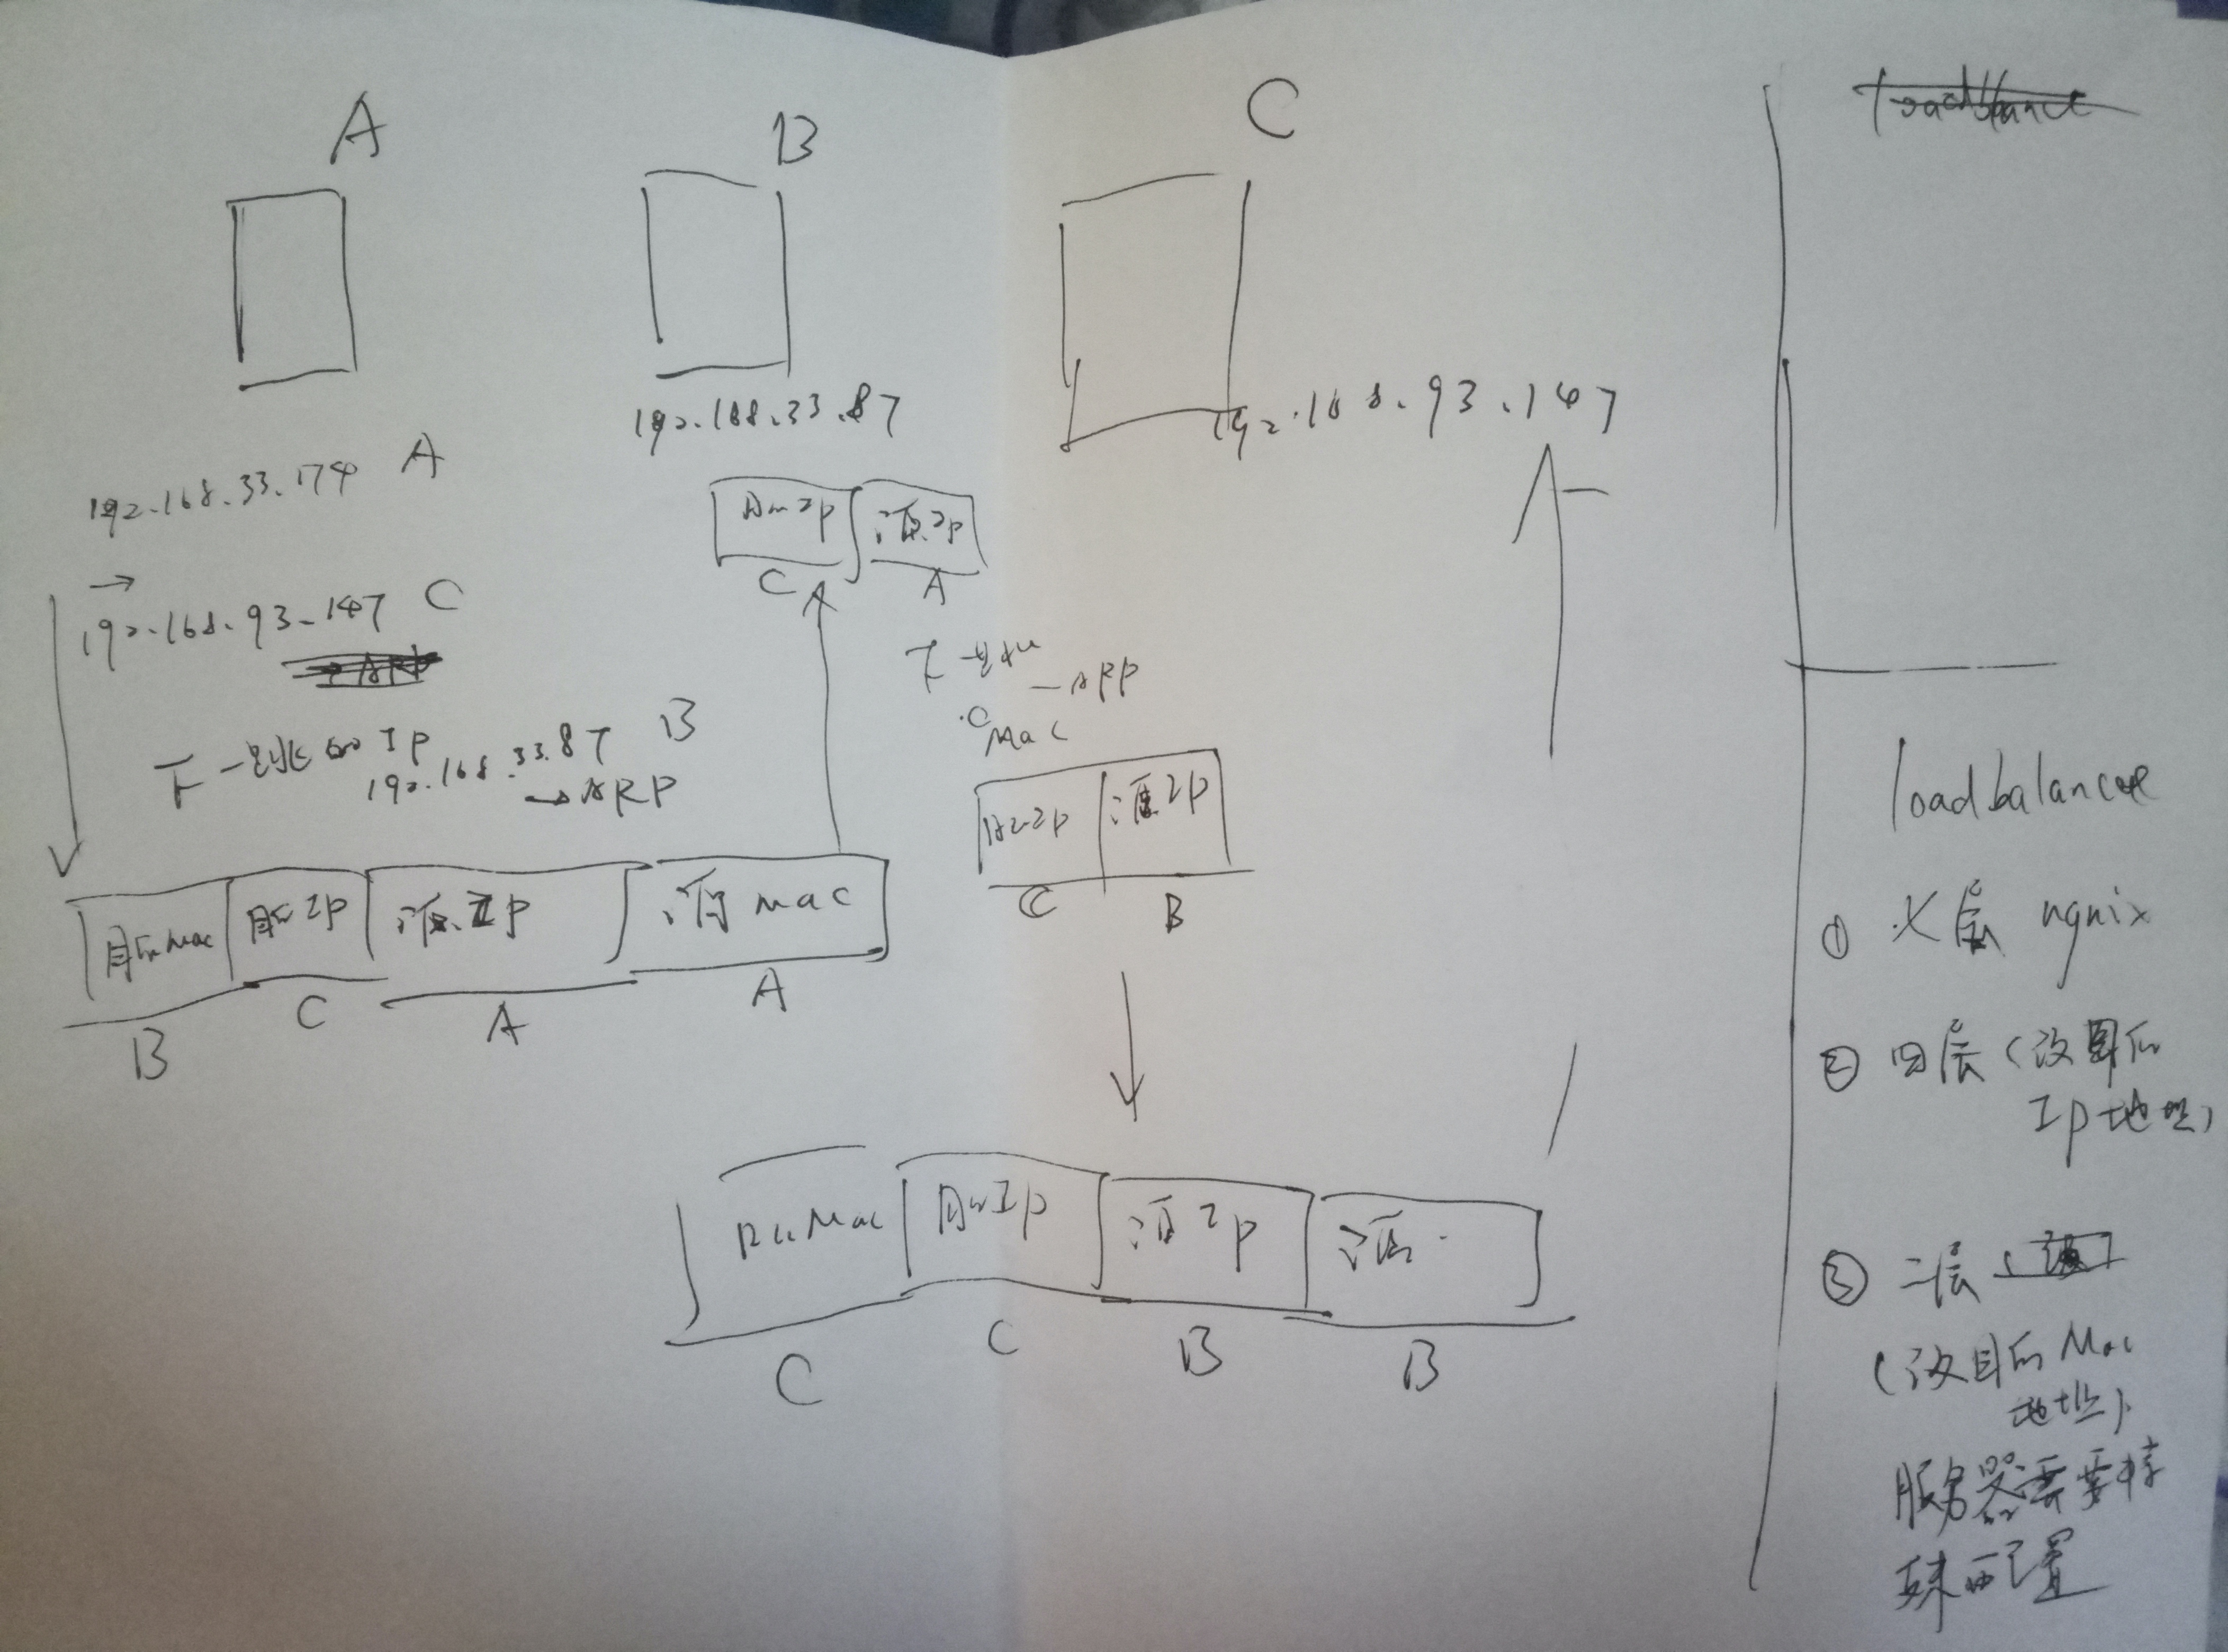 A
B
C
192.168.33.87
192.168.93.147
192.168.33.174 A
目的Ip 源Ip
C A
→
192.168.93.147 C
→ARP
下一跳
—ARP
C
Mac
下一跳的Ip B
192.168.33.87
→ARP
目的Ip 源Ip
C B
目的Mac 目的Ip 源Ip 源mac
B C A A
目的Mac 目的Ip 源Ip 源
C C B B
loadbalance
① 七层 ngnix
② 四层(改目的
Ip地址)
③ 二层
(改目的Mac
地址)
服务器需要特
殊配置